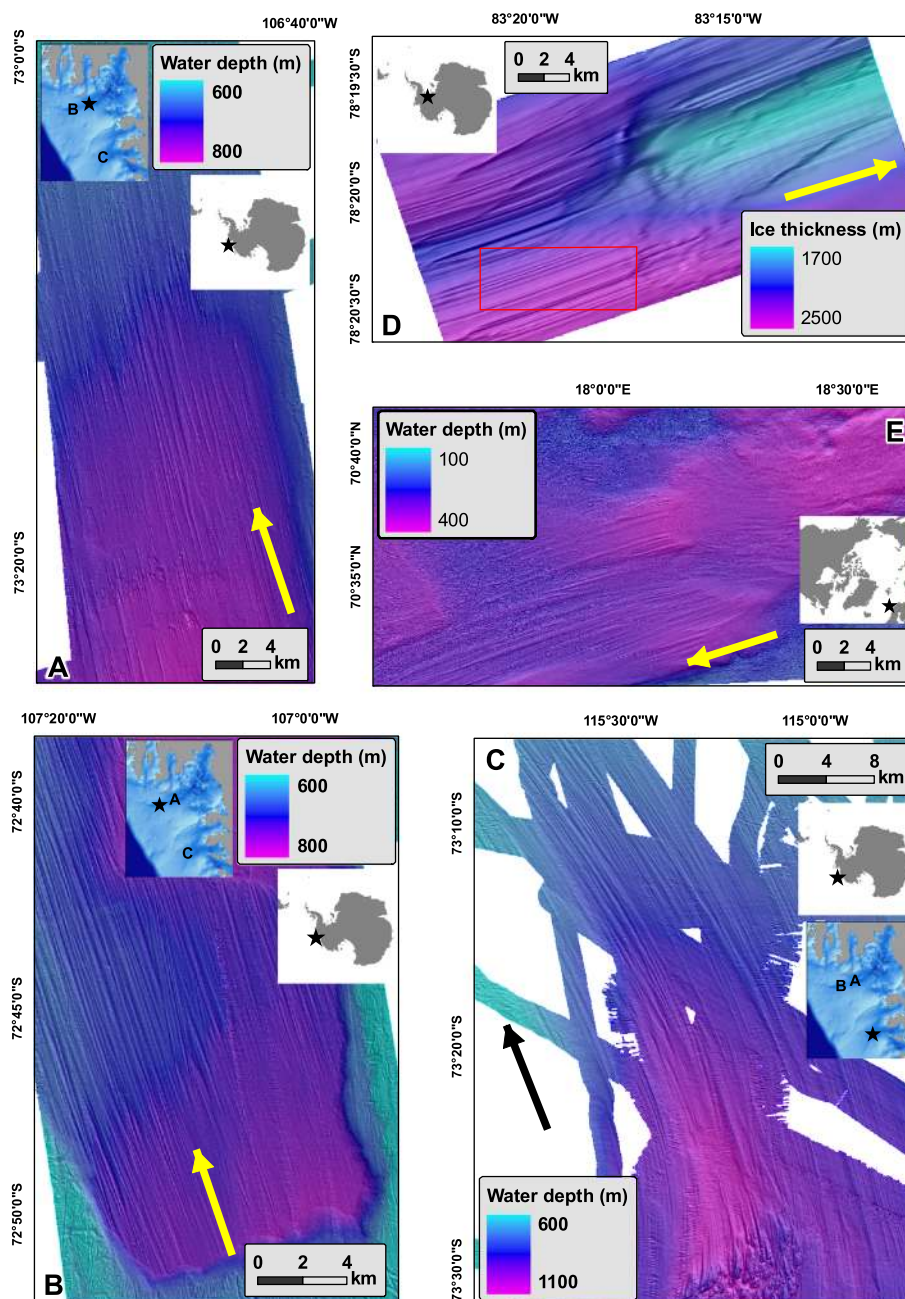 106°40'0"W
73°0'0"S
73°20'0"S
Water depth (m)
600
800
B
C
0 2 4
km
A
83°20'0"W
83°15'0"W
78°19'30"S
78°20'0"S
78°20'30"S
0 2 4
km
Ice thickness (m)
1700
2500
D
18°0'0"E
18°30'0"E
70°40'0"N
70°35'0"N
Water depth (m)
100
400
E
0 2 4
km
107°20'0"W
107°0'0"W
72°40'0"S
72°45'0"S
72°50'0"S
Water depth (m)
600
800
A
C
0 2 4
km
B
115°30'0"W
115°0'0"W
73°10'0"S
73°20'0"S
73°30'0"S
C
0 4 8
km
B A
Water depth (m)
600
1100